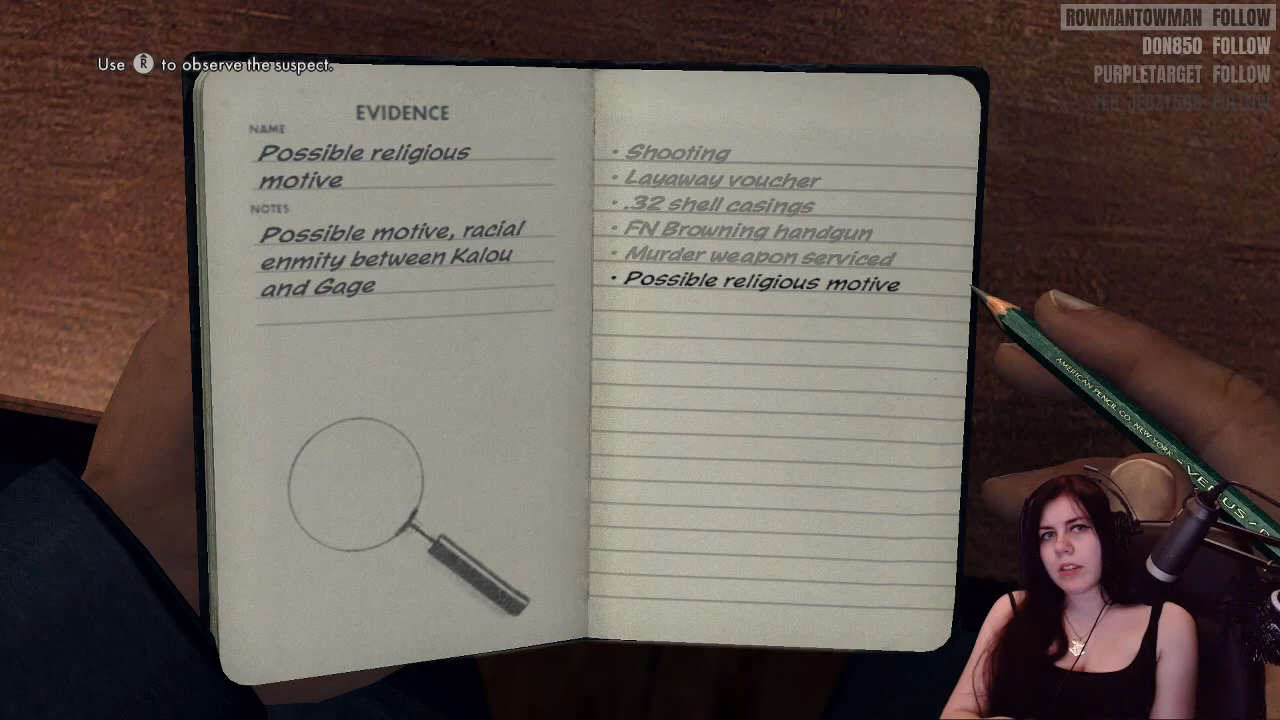 ROWMANTOWMAN FOLLOW
DON850 FOLLOW
PURPLETARGET FOLLOW
Use R to observe the suspect.
EVIDENCE
NAME
Possible religious
motive
NOTES
Possible motive, racial
enmity between Kalou
and Gage
• Shooting
• Layaway voucher
• .32 shell casings
• FN Browning handgun
• Murder weapon serviced
• Possible religious motive
AMERICAN PENCIL CO. NEW YORK